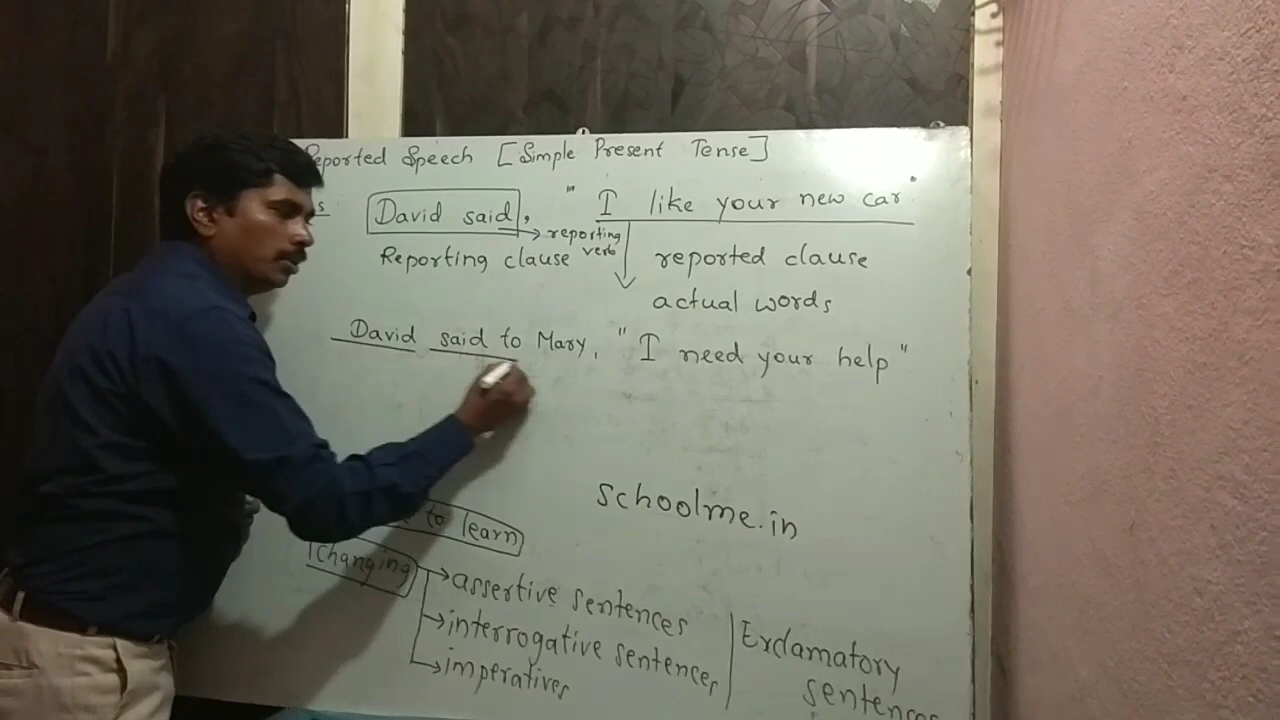 Reported Speech [Simple Present Tense]
David said, "I like your new car"
reporting verb
Reporting clause
reported clause
actual words
David said to Mary, "I need your help"
schoolme.in
to learn
Changing
assertive sentences
interrogative sentences
imperatives
Exclamatory
sentences